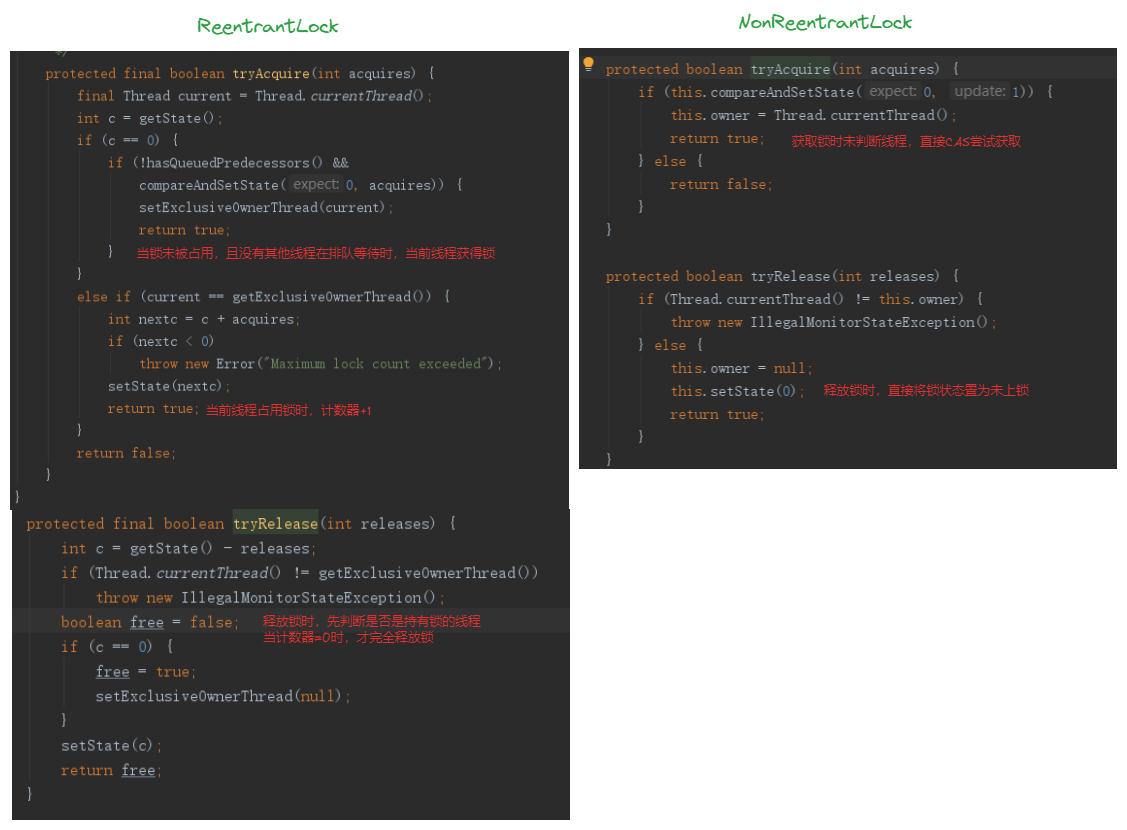 ReentrantLock
*/
protected final boolean tryAcquire(int acquires) {
final Thread current = Thread.currentThread();
int c = getState();
if (c == 0) {
if (!hasQueuedPredecessors() &&
compareAndSetState( expect: 0, acquires)) {
setExclusiveOwnerThread(current);
return true;
} 当锁未被占用，且没有其他线程在排队等待时，当前线程获得锁
}
else if (current == getExclusiveOwnerThread()) {
int nextc = c + acquires;
if (nextc < 0)
throw new Error("Maximum lock count exceeded");
setState(nextc);
return true; 当前线程占用锁时，计数器+1
}
return false;
}
}
protected final boolean tryRelease(int releases) {
int c = getState() - releases;
if (Thread.currentThread() != getExclusiveOwnerThread())
throw new IllegalMonitorStateException();
boolean free = false; 释放锁时，先判断是否是持有锁的线程
当计数器=0时，才完全释放锁
if (c == 0) {
free = true;
setExclusiveOwnerThread(null);
}
setState(c);
return free;
}
NonReentrantLock
protected boolean tryAcquire(int acquires) {
if (this.compareAndSetState( expect: 0, update: 1)) {
this.owner = Thread.currentThread();
return true; 获取锁时未判断线程，直接CAS尝试获取
} else {
return false;
}
}
protected boolean tryRelease(int releases) {
if (Thread.currentThread() != this.owner) {
throw new IllegalMonitorStateException();
} else {
this.owner = null;
this.setState(0); 释放锁时，直接将锁状态置为未上锁
return true;
}
}